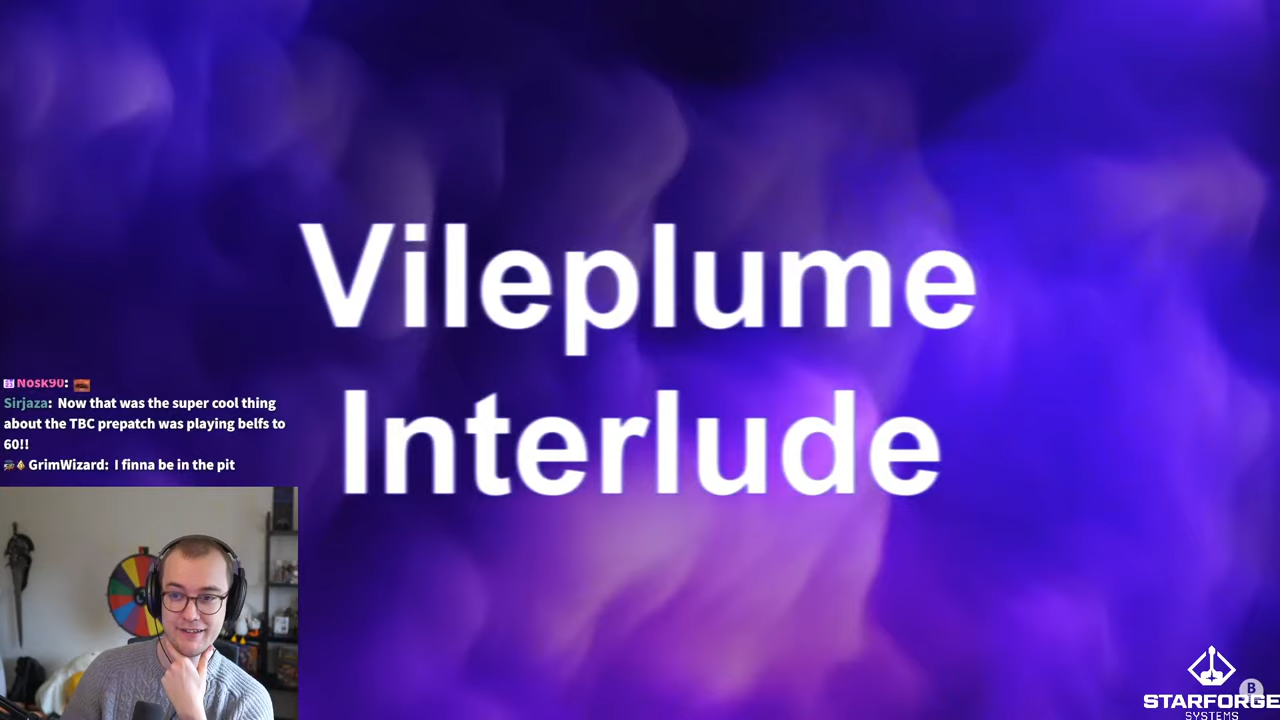 Vileplume
Interlude
Nosk90:
Sirjaza: Now that was the super cool thing
about the TBC prepatch was playing belfs to
60!!
GrimWizard: I finna be in the pit
B
STARFORGE
SYSTEMS